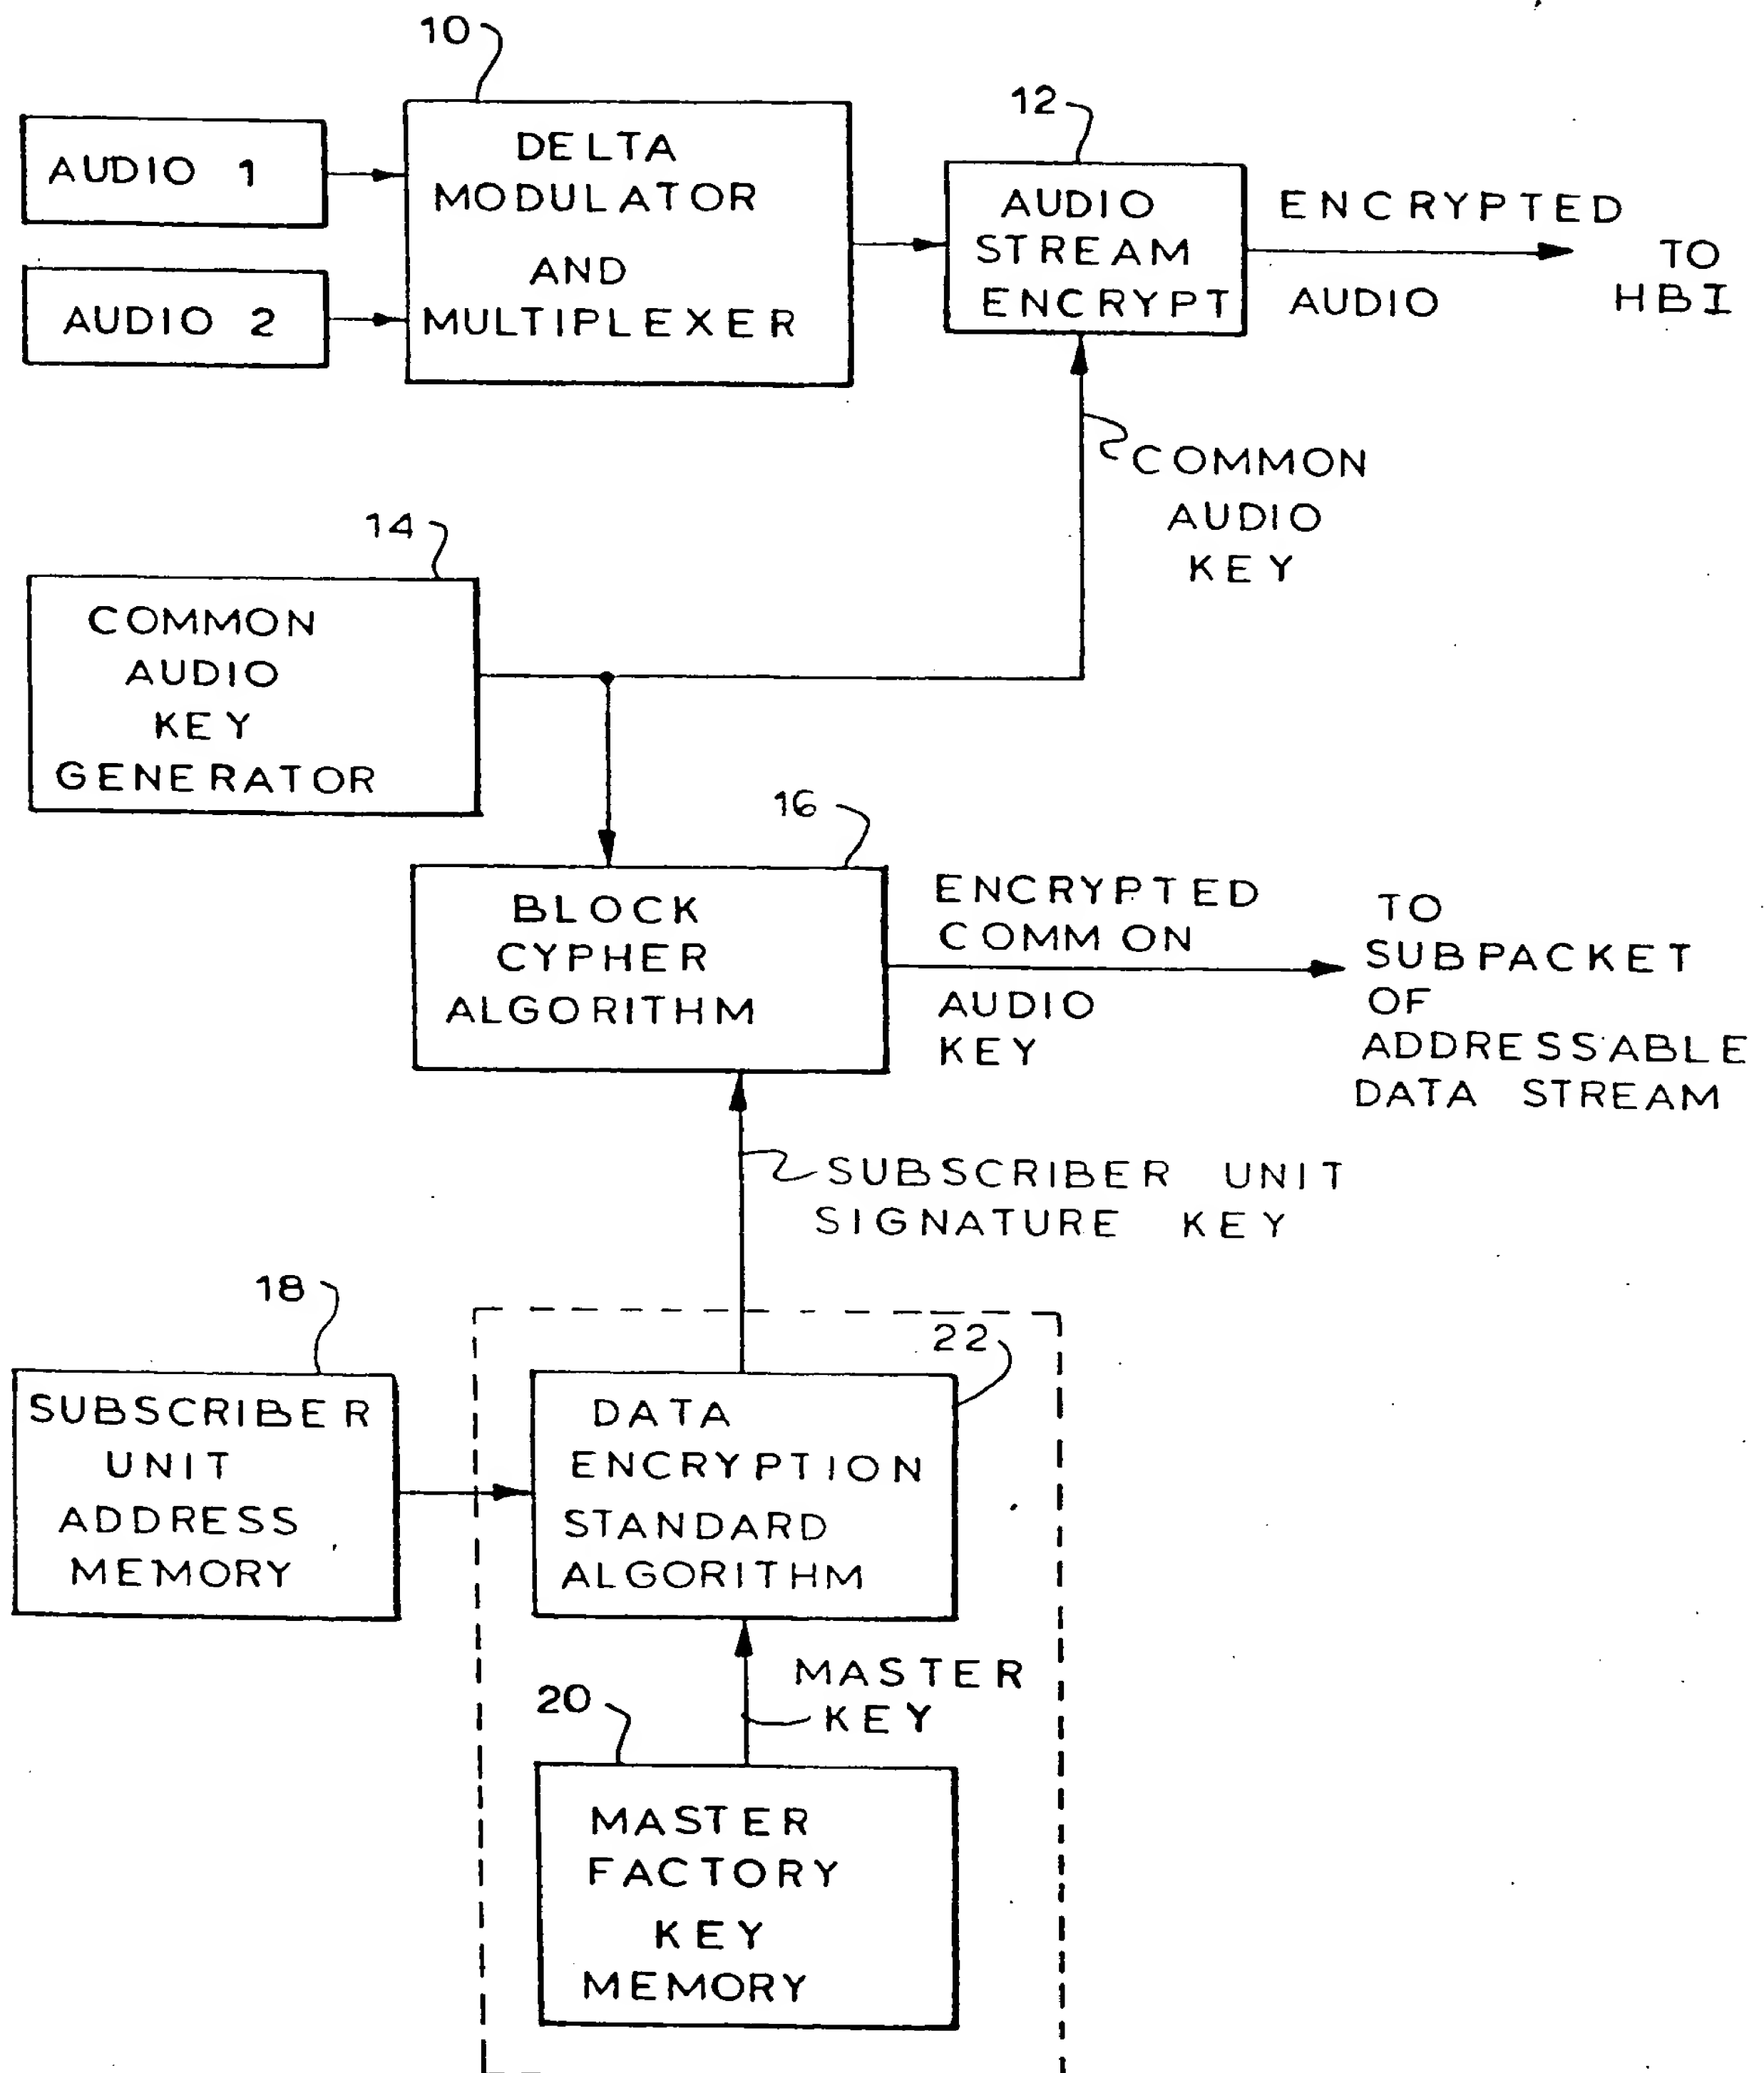 10
AUDIO 1
DELTA
MODULATOR
AND
MULTIPLEXER
AUDIO 2
12
AUDIO
STREAM
ENCRYPT
ENCRYPTED
AUDIO
TO
HBI
COMMON
AUDIO
KEY
14
COMMON
AUDIO
KEY
GENERATOR
16
BLOCK
CYPHER
ALGORITHM
ENCRYPTED
COMMON
AUDIO
KEY
TO
SUBPACKET
OF
ADDRESSABLE
DATA STREAM
SUBSCRIBER UNIT
SIGNATURE KEY
18
SUBSCRIBER
UNIT
ADDRESS
MEMORY
22
DATA
ENCRYPTION
STANDARD
ALGORITHM
MASTER
KEY
20
MASTER
FACTORY
KEY
MEMORY